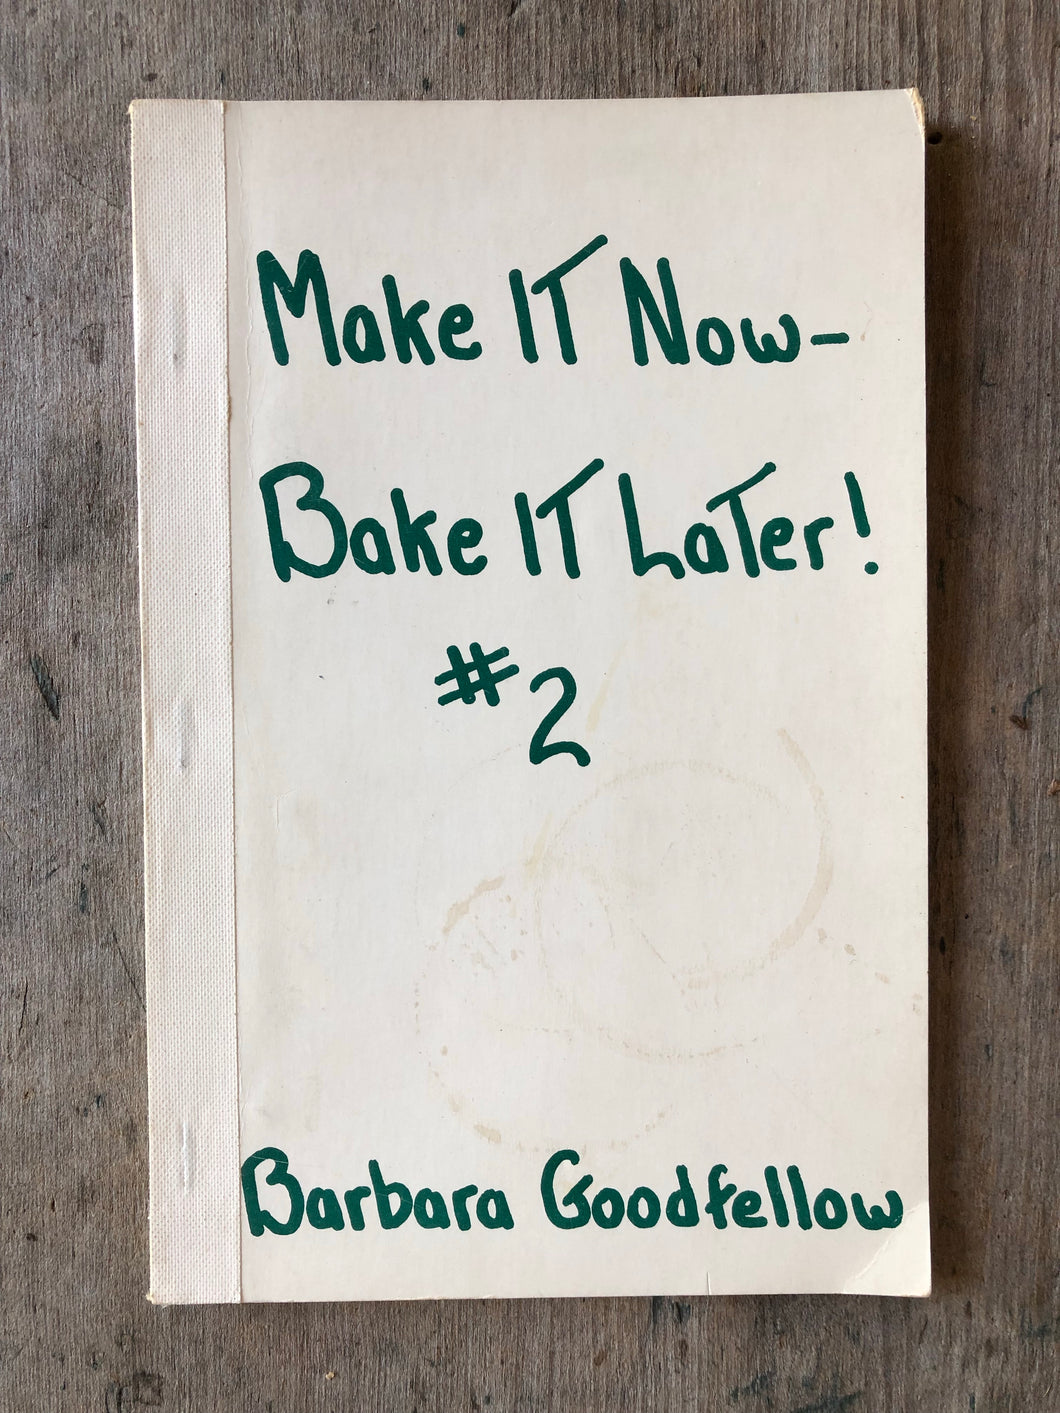 Make IT Now-
Bake IT LaTer!
#2
Barbara Goodfellow